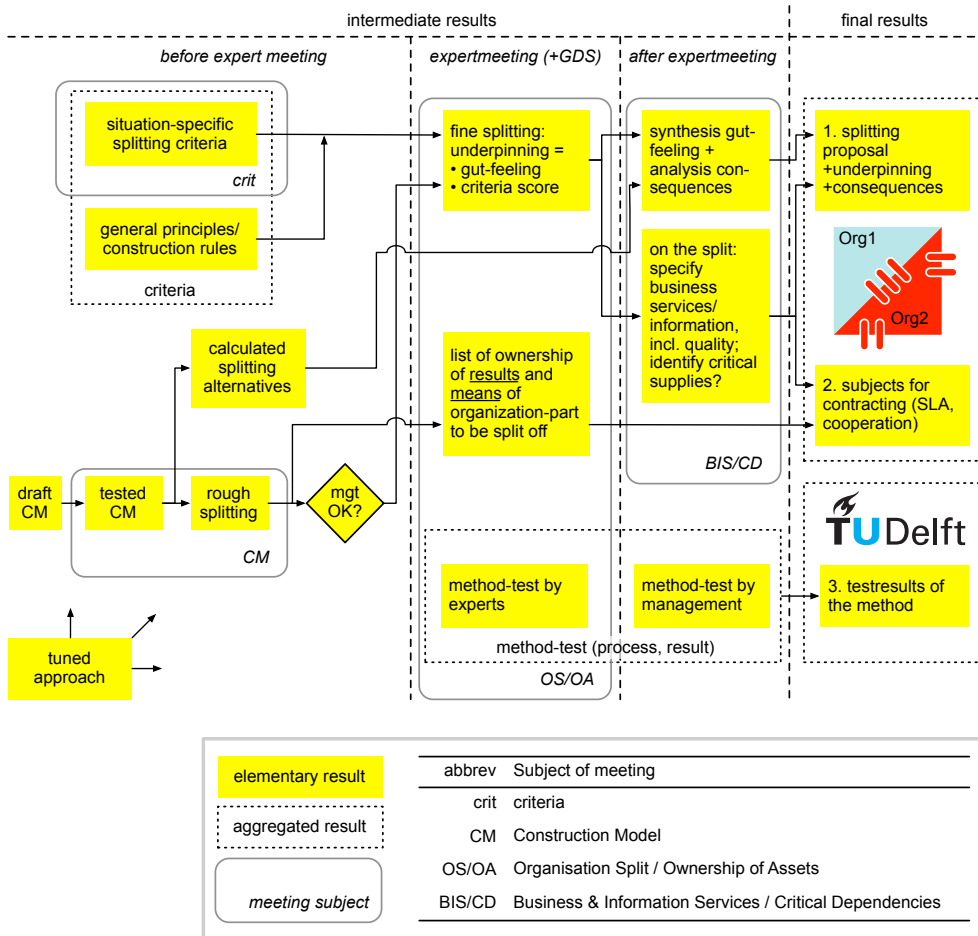 intermediate results
final results
before expert meeting
expertmeeting (+GDS)
after expertmeeting
situation-specific
splitting criteria
crit
general principles/
construction rules
criteria
fine splitting:
underpinning =
• gut-feeling
• criteria score
synthesis gut-
feeling +
analysis con-
sequences
1. splitting
proposal
+underpinning
+consequences
Org1
Org2
on the split:
specify
business
services/
information,
incl. quality;
identify critical
supplies?
calculated
splitting
alternatives
list of ownership
of results and
means of
organization-part
to be split off
2. subjects for
contracting (SLA,
cooperation)
BIS/CD
draft
CM
tested
CM
rough
splitting
mgt
OK?
CM
TUDelft
method-test by
experts
method-test by
management
3. testresults of
the method
method-test (process, result)
OS/OA
tuned
approach
elementary result
aggregated result
meeting subject
abbrev Subject of meeting
crit criteria
CM Construction Model
OS/OA Organisation Split / Ownership of Assets
BIS/CD Business & Information Services / Critical Dependencies